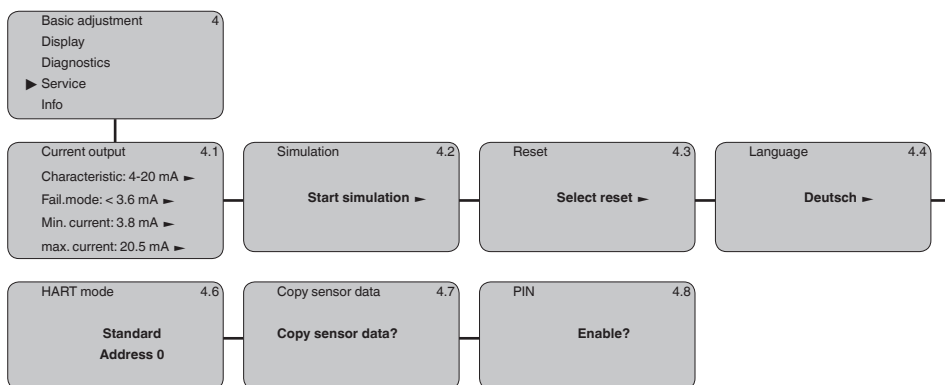 Basic adjustment 4
Display
Diagnostics
▶ Service
Info
Current output 4.1
Characteristic: 4-20 mA ►
Fail.mode: < 3.6 mA ►
Min. current: 3.8 mA ►
max. current: 20.5 mA ►
Simulation 4.2
Start simulation ►
Reset 4.3
Select reset ►
Language 4.4
Deutsch ►
HART mode 4.6
Standard
Address 0
Copy sensor data 4.7
Copy sensor data?
PIN 4.8
Enable?